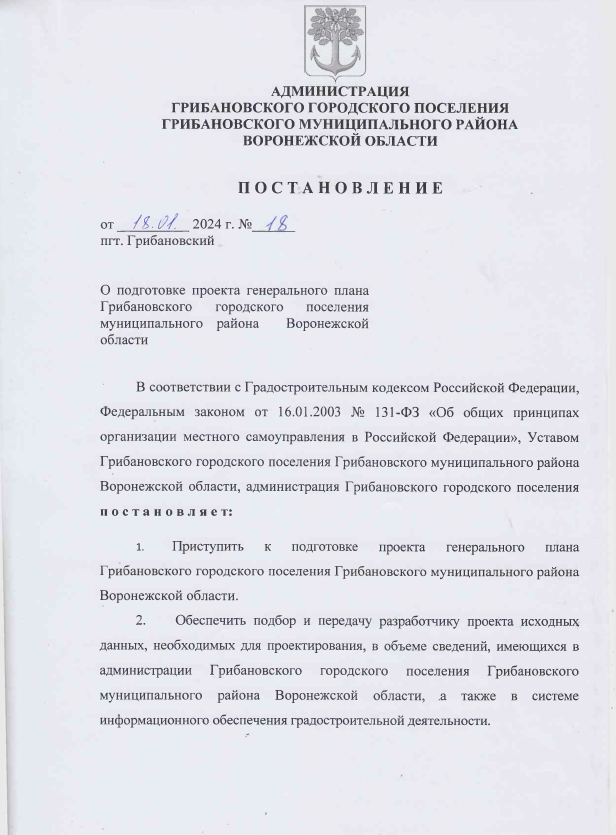 АДМИНИСТРАЦИЯ
ГРИБАНОВСКОГО ГОРОДСКОГО ПОСЕЛЕНИЯ
ГРИБАНОВСКОГО МУНИЦИПАЛЬНОГО РАЙОНА
ВОРОНЕЖСКОЙ ОБЛАСТИ
П О С Т А Н О В Л Е Н И Е
от 18.01. 2024 г. № 18
пгт. Грибановский
О подготовке проекта генерального плана
Грибановского городского поселения
муниципального района Воронежской
области
В соответствии с Градостроительным кодексом Российской Федерации,
Федеральным законом от 16.01.2003 № 131-ФЗ «Об общих принципах
организации местного самоуправления в Российской Федерации», Уставом
Грибановского городского поселения Грибановского муниципального района
Воронежской области, администрация Грибановского городского поселения
п о с т а н о в л я е т:
1. Приступить к подготовке проекта генерального плана
Грибановского городского поселения Грибановского муниципального района
Воронежской области.
2. Обеспечить подбор и передачу разработчику проекта исходных
данных, необходимых для проектирования, в объеме сведений, имеющихся в
администрации Грибановского городского поселения Грибановского
муниципального района Воронежской области, а также в системе
информационного обеспечения градостроительной деятельности.